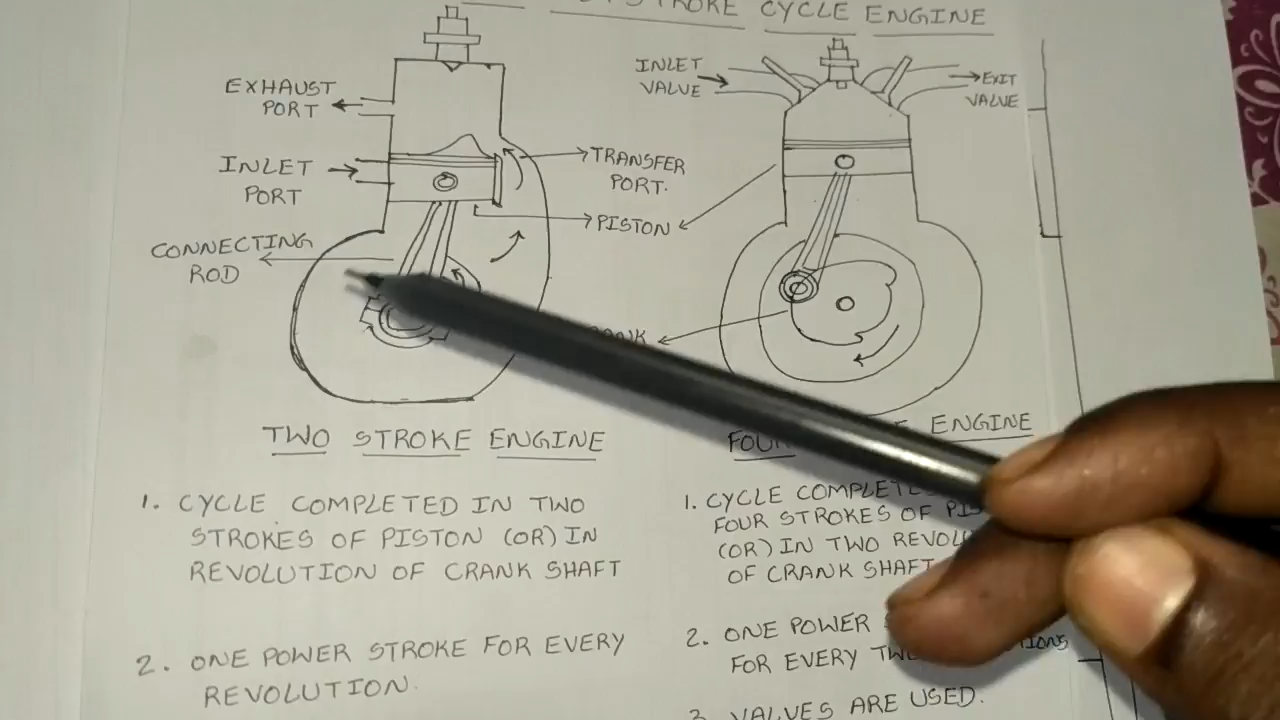 STROKE CYCLE ENGINE
EXHAUST
PORT
INLET
PORT
CONNECTING
ROD
TRANSFER
PORT.
PISTON
INLET
VALVE
EXIT
VALVE
TWO STROKE ENGINE
1. CYCLE COMPLETED IN TWO
STROKES OF PISTON (OR) IN
REVOLUTION OF CRANK SHAFT
2. ONE POWER STROKE FOR EVERY
REVOLUTION.
FOUR ENGINE
1. CYCLE COMPLETED
FOUR STROKES OF
(OR) IN TWO
OF CRANK SHAFT
2. ONE POWER
FOR EVERY
3. VALVES ARE USED.